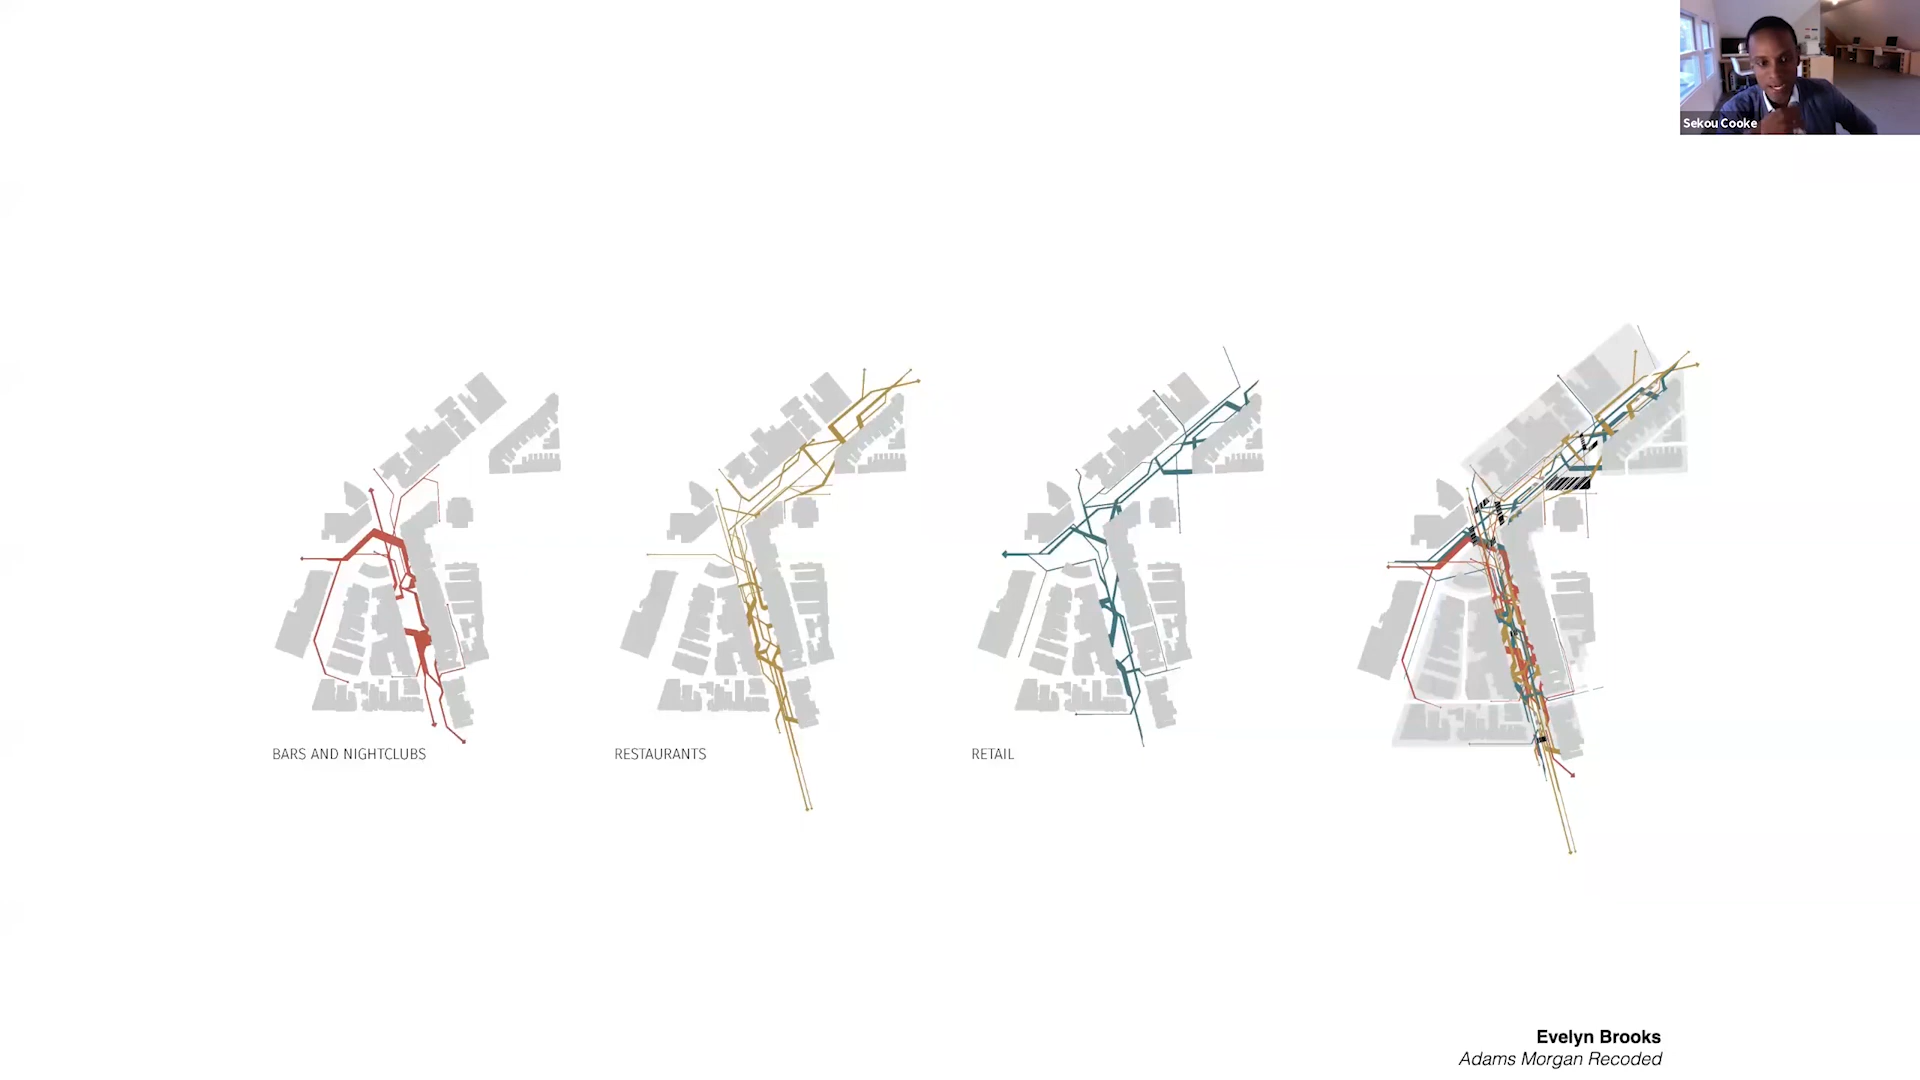 Sekou Cooke
BARS AND NIGHTCLUBS
RESTAURANTS
RETAIL
Evelyn Brooks
Adams Morgan Recoded